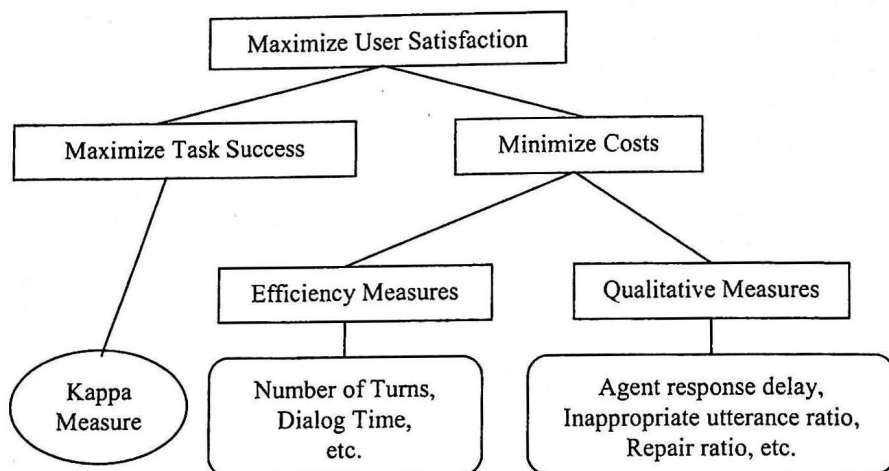 Maximize User Satisfaction
Maximize Task Success
Minimize Costs
Efficiency Measures
Qualitative Measures
Kappa
Measure
Number of Turns,
Dialog Time,
etc.
Agent response delay,
Inappropriate utterance ratio,
Repair ratio, etc.